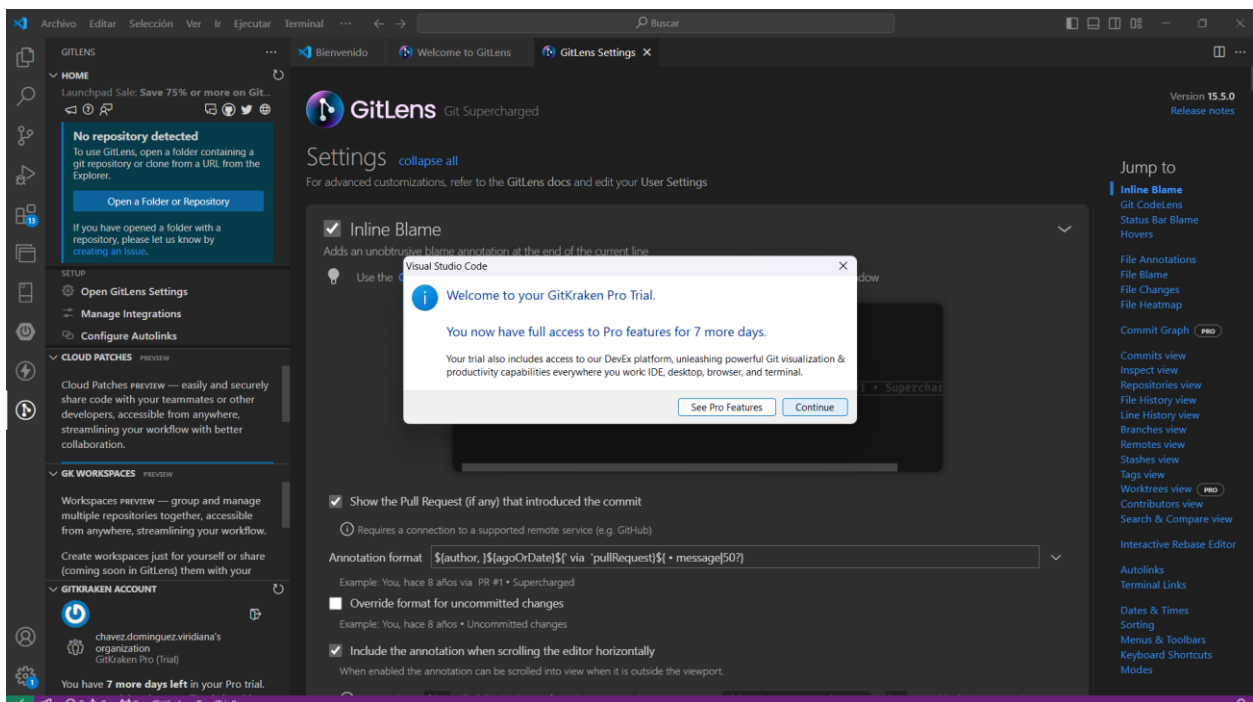 Archivo Editar Selección Ver Ir Ejecutar Terminal ··· Buscar
GITLENS
Bienvenido Welcome to GitLens GitLens Settings
HOME
Launchpad Sale: Save 75% or more on Git...
No repository detected
To use GitLens, open a folder containing a
git repository or clone from a URL from the
Explorer.
Open a Folder or Repository
If you have opened a folder with a
repository, please let us know by
creating an Issue.
13
SETUP
Open GitLens Settings
Manage Integrations
Configure Autolinks
CLOUD PATCHES PREVIEW
Cloud Patches PREVIEW — easily and securely
share code with your teammates or other
developers, accessible from anywhere,
streamlining your workflow with better
collaboration.
GK WORKSPACES PREVIEW
Workspaces PREVIEW — group and manage
multiple repositories together, accessible
from anywhere, streamlining your workflow.
Create workspaces just for yourself or share
(coming soon in GitLens) them with your
GITKRAKEN ACCOUNT
chavez.dominguez.viridiana's
organization
GitKraken Pro (Trial)
You have 7 more days left in your Pro trial.
1
GitLens Git Supercharged
Version 15.5.0
Release notes
Settings collapse all
For advanced customizations, refer to the GitLens docs and edit your User Settings
Inline Blame
Adds an unobtrusive blame annotation at the end of the current line
Use the
Visual Studio Code
Welcome to your GitKraken Pro Trial.
You now have full access to Pro features for 7 more days.
Your trial also includes access to our DevEx platform, unleashing powerful Git visualization &
productivity capabilities everywhere you work: IDE, desktop, browser, and terminal.
See Pro Features Continue
• Superchar
Show the Pull Request (if any) that introduced the commit
Requires a connection to a supported remote service (e.g. GitHub)
Annotation format ${author, }${agoOrDate}${' via 'pullRequest}${ • message|50?}
Example: You, hace 8 años via PR #1 • Supercharged
Override format for uncommitted changes
Example: You, hace 8 años • Uncommitted changes
Include the annotation when scrolling the editor horizontally
When enabled the annotation can be scrolled into view when it is outside the viewport.
Jump to
Inline Blame
Git CodeLens
Status Bar Blame
Hovers
File Annotations
File Blame
File Changes
File Heatmap
Commit Graph PRO
Commits view
Inspect view
Repositories view
File History view
Line History view
Branches view
Remotes view
Stashes view
Tags view
Worktrees view PRO
Contributors view
Search & Compare view
Interactive Rebase Editor
Autolinks
Terminal Links
Dates & Times
Sorting
Menus & Toolbars
Keyboard Shortcuts
Modes